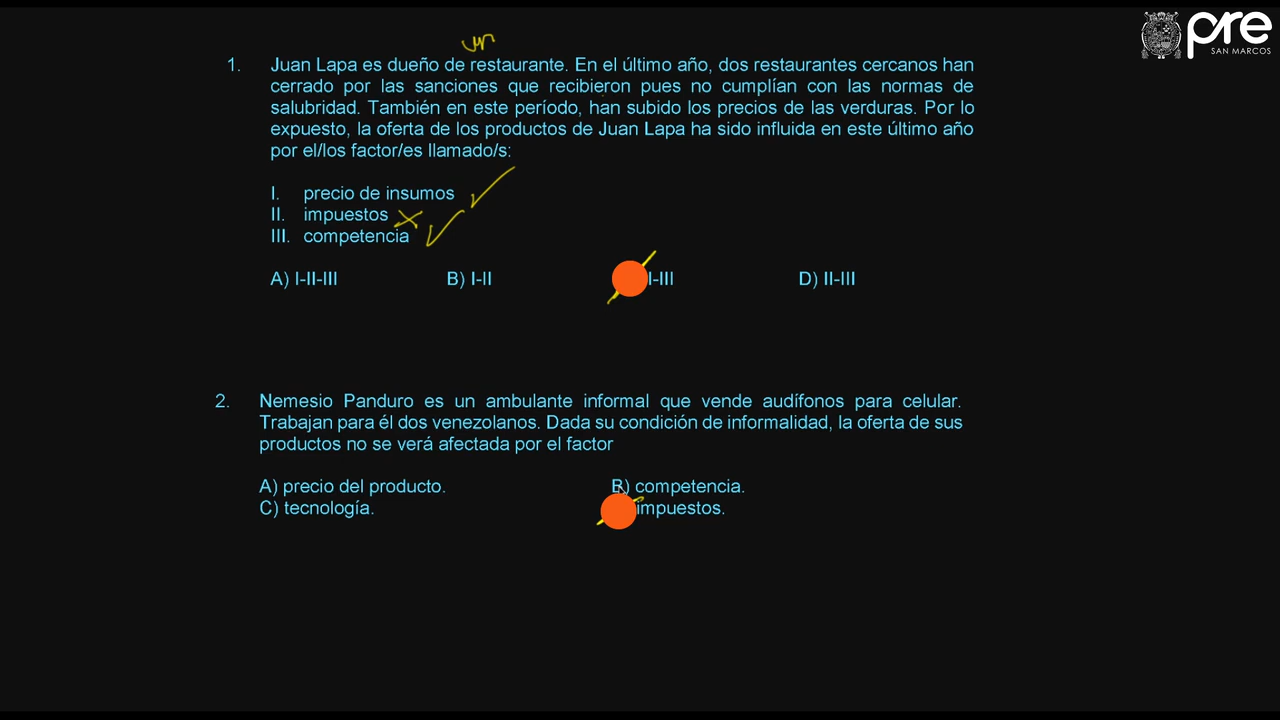 pre
SAN MARCOS
un
1. Juan Lapa es dueño de restaurante. En el último año, dos restaurantes cercanos han
cerrado por las sanciones que recibieron pues no cumplían con las normas de
salubridad. También en este período, han subido los precios de las verduras. Por lo
expuesto, la oferta de los productos de Juan Lapa ha sido influida en este último año
por el/los factor/es llamado/s:
I. precio de insumos
II. impuestos
III. competencia
A) I-II-III B) I-II I-III D) II-III
2. Nemesio Panduro es un ambulante informal que vende audífonos para celular.
Trabajan para él dos venezolanos. Dada su condición de informalidad, la oferta de sus
productos no se verá afectada por el factor
A) precio del producto. B) competencia.
C) tecnología. impuestos.